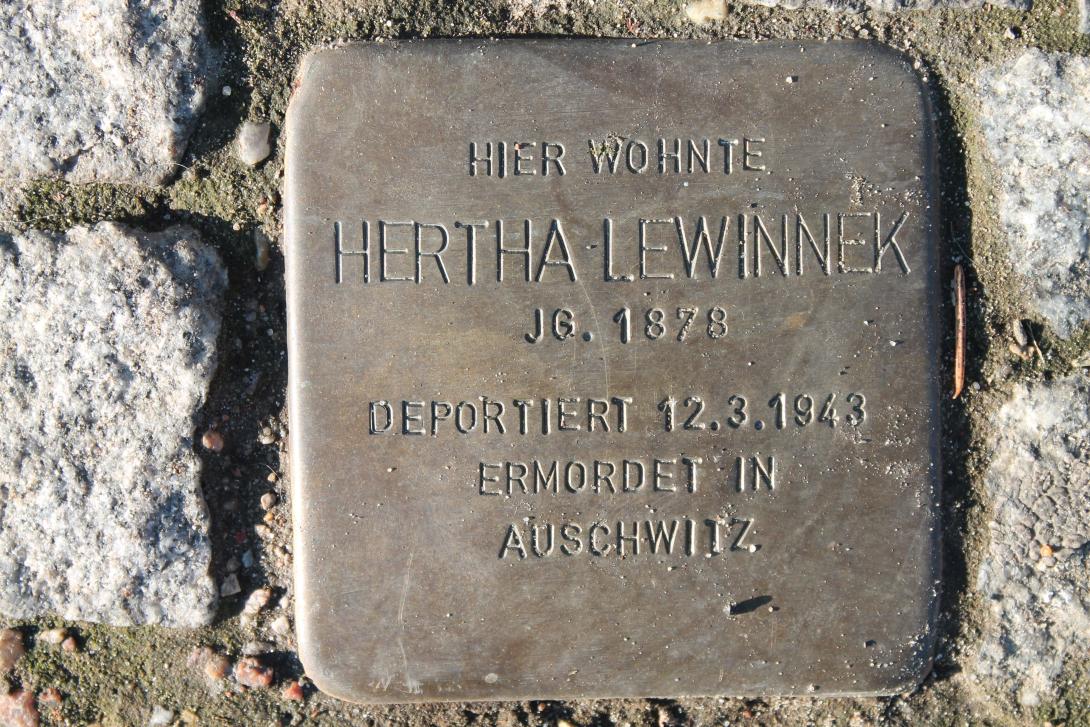 HIER WOHNTE
HERTHA LEWINNEK
JG. 1878
DEPORTIERT 12.3.1943
ERMORDET IN
AUSCHWITZ